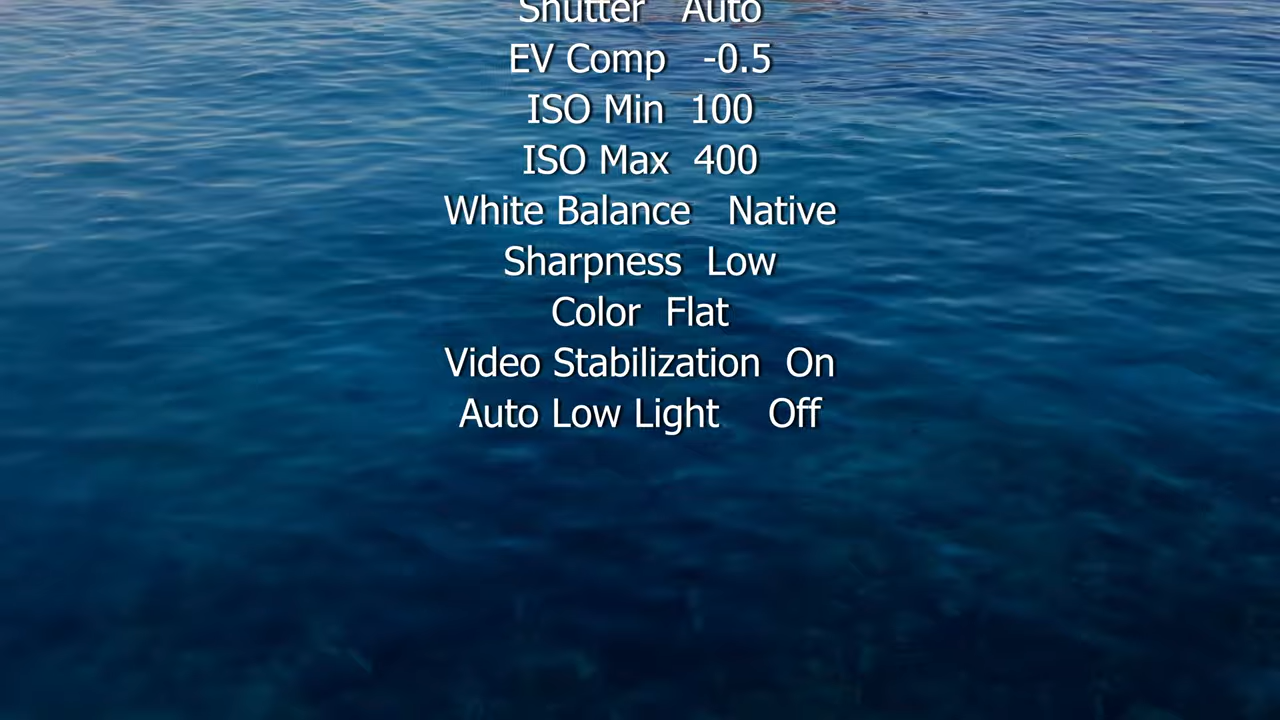 Shutter Auto
EV Comp -0.5
ISO Min 100
ISO Max 400
White Balance Native
Sharpness Low
Color Flat
Video Stabilization On
Auto Low Light Off